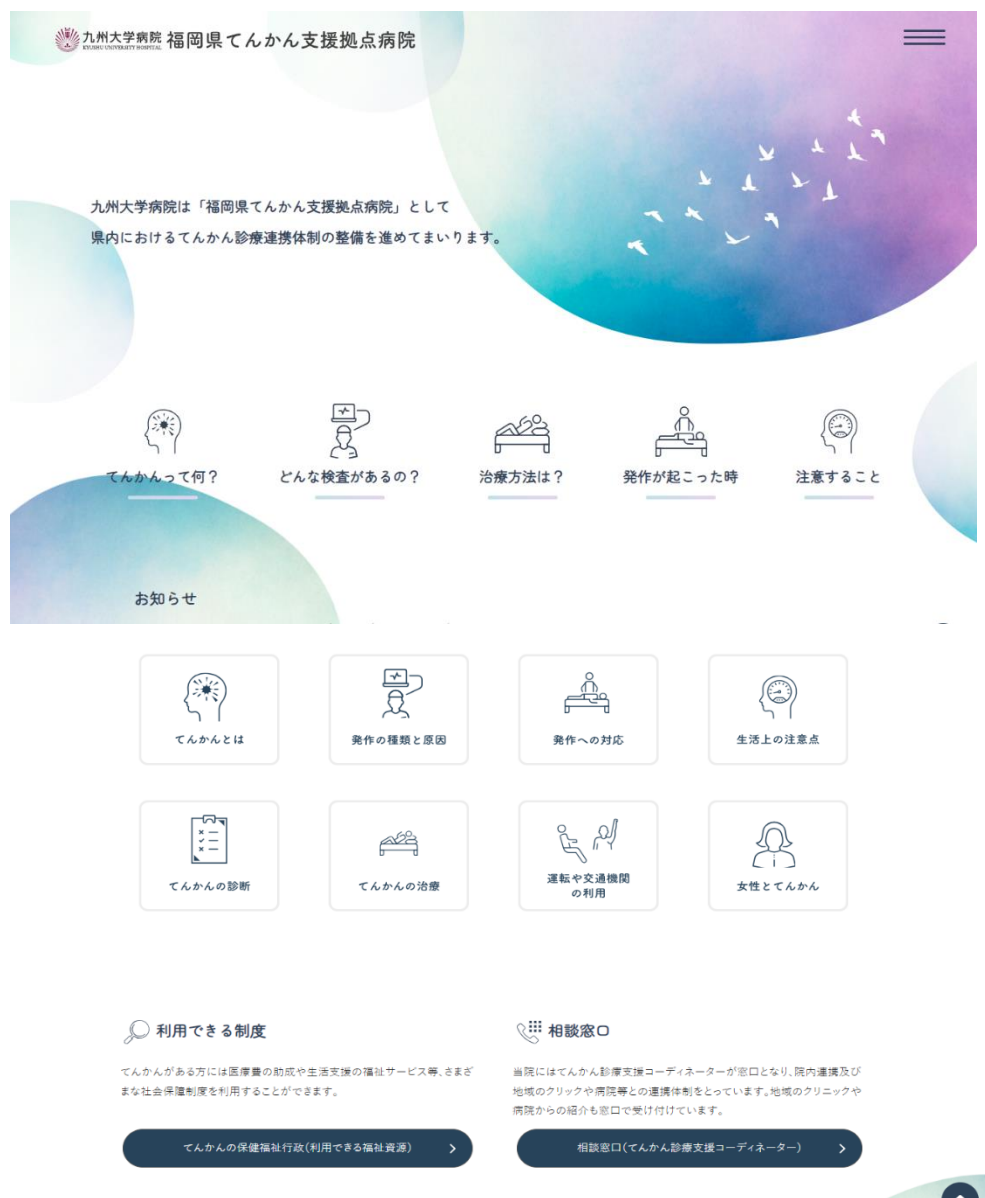 九州大学病院 福岡県てんかん支援拠点病院
KYUSHU UNIVERSITY HOSPITAL
九州大学病院は「福岡県てんかん支援拠点病院」として
県内におけるてんかん診療連携体制の整備を進めてまいります。
てんかんって何？
どんな検査があるの？
治療方法は？
発作が起こった時
注意すること
お知らせ
てんかんとは
発作の種類と原因
発作への対応
生活上の注意点
てんかんの診断
てんかんの治療
運転や交通機関
の利用
女性とてんかん
利用できる制度
てんかんがある方には医療費の助成や生活支援の福祉サービス等、さまざ
まな社会保障制度を利用することができます。
てんかんの保健福祉行政(利用できる福祉資源)
相談窓口
当院にはてんかん診療支援コーディネーターが窓口となり、院内連携及び
地域のクリックや病院等との連携体制をとっています。地域のクリニックや
病院からの紹介も窓口で受け付けています。
相談窓口(てんかん診療支援コーディネーター)